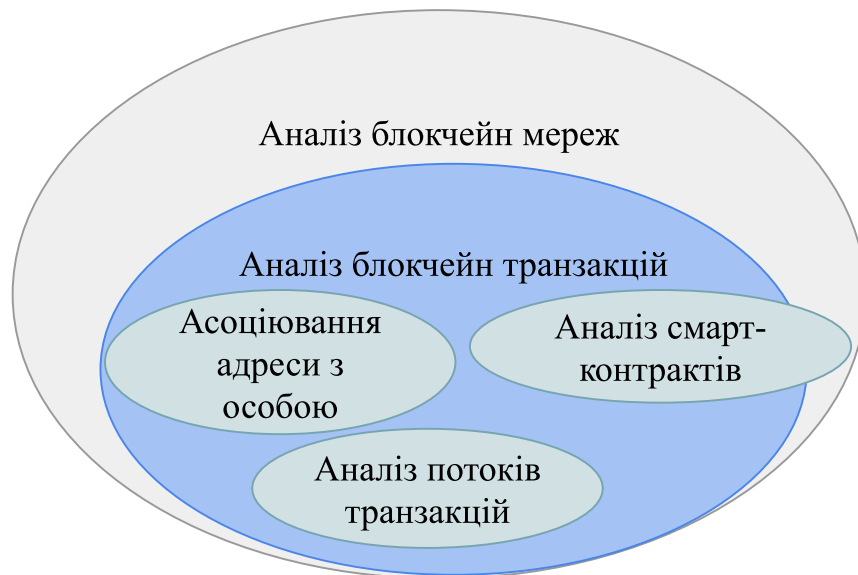 Аналіз блокчейн мереж
Аналіз блокчейн транзакцій
Асоціювання
адреси з
особою
Аналіз смарт-
контрактів
Аналіз потоків
транзакцій